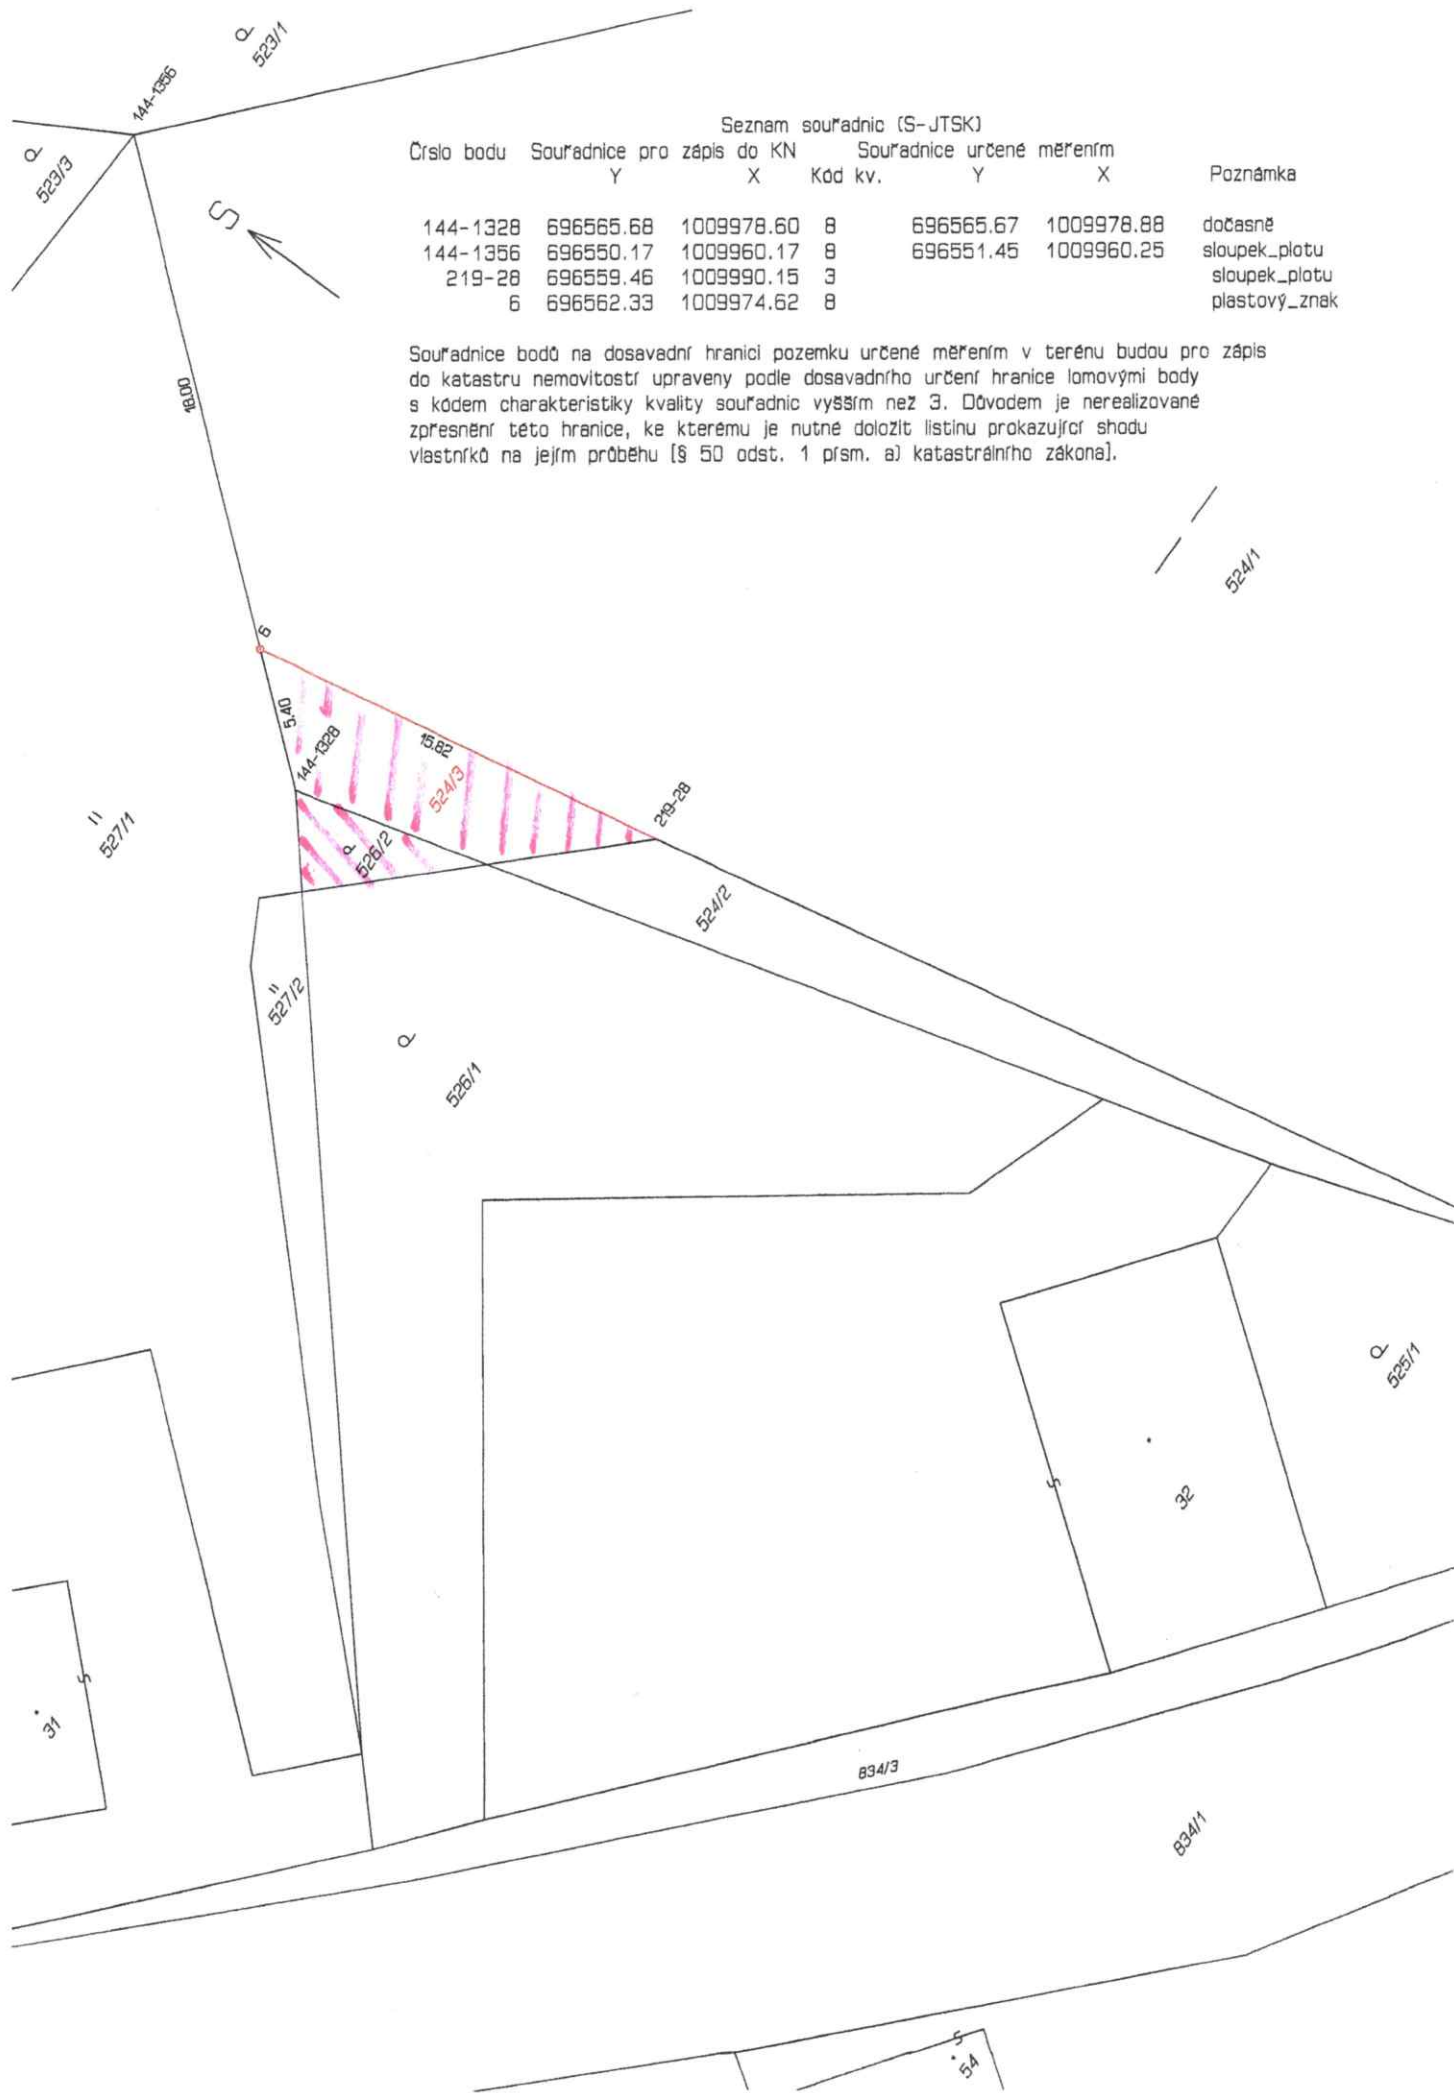 523/1
144-1356
523/3
S
Seznam souřadnic (S-JTSK)
Číslo bodu Souřadnice pro zápis do KN Souřadnice určené měřením
Y X Kód kv. Y X Poznámka
144-1328 696565.68 1009978.60 8 696565.67 1009978.88 dočasně
144-1356 696550.17 1009960.17 8 696551.45 1009960.25 sloupek_plotu
219-28 696559.46 1009990.15 3 sloupek_plotu
6 696562.33 1009974.62 8 plastový_znak
Souřadnice bodů na dosavadní hranici pozemku určené měřením v terénu budou pro zápis
do katastru nemovitostí upraveny podle dosavadního určení hranice lomovými body
s kódem charakteristiky kvality souřadnic vyšším než 3. Důvodem je nerealizované
zpřesnění této hranice, ke kterému je nutné doložit listinu prokazující shodu
vlastníků na jejím průběhu [§ 50 odst. 1 písm. a) katastrálního zákona].
18.00
524/1
6
5.40
144-1328
15.82
524/3
219-28
527/1
526/2
524/2
527/2
526/1
525/1
32
31
834/3
834/1
54